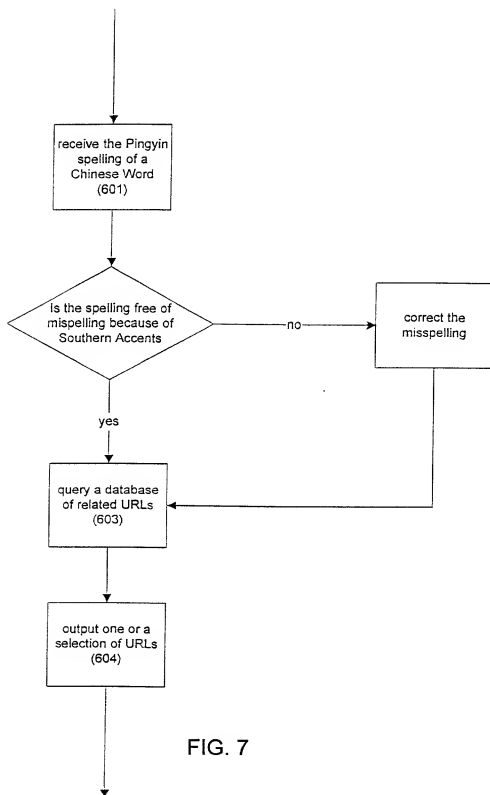 receive the Pingyin
spelling of a
Chinese Word
(601)
Is the spelling free of
mispelling because of
Southern Accents
no
correct the
misspelling
yes
query a database
of related URLs
(603)
output one or a
selection of URLs
(604)
FIG. 7